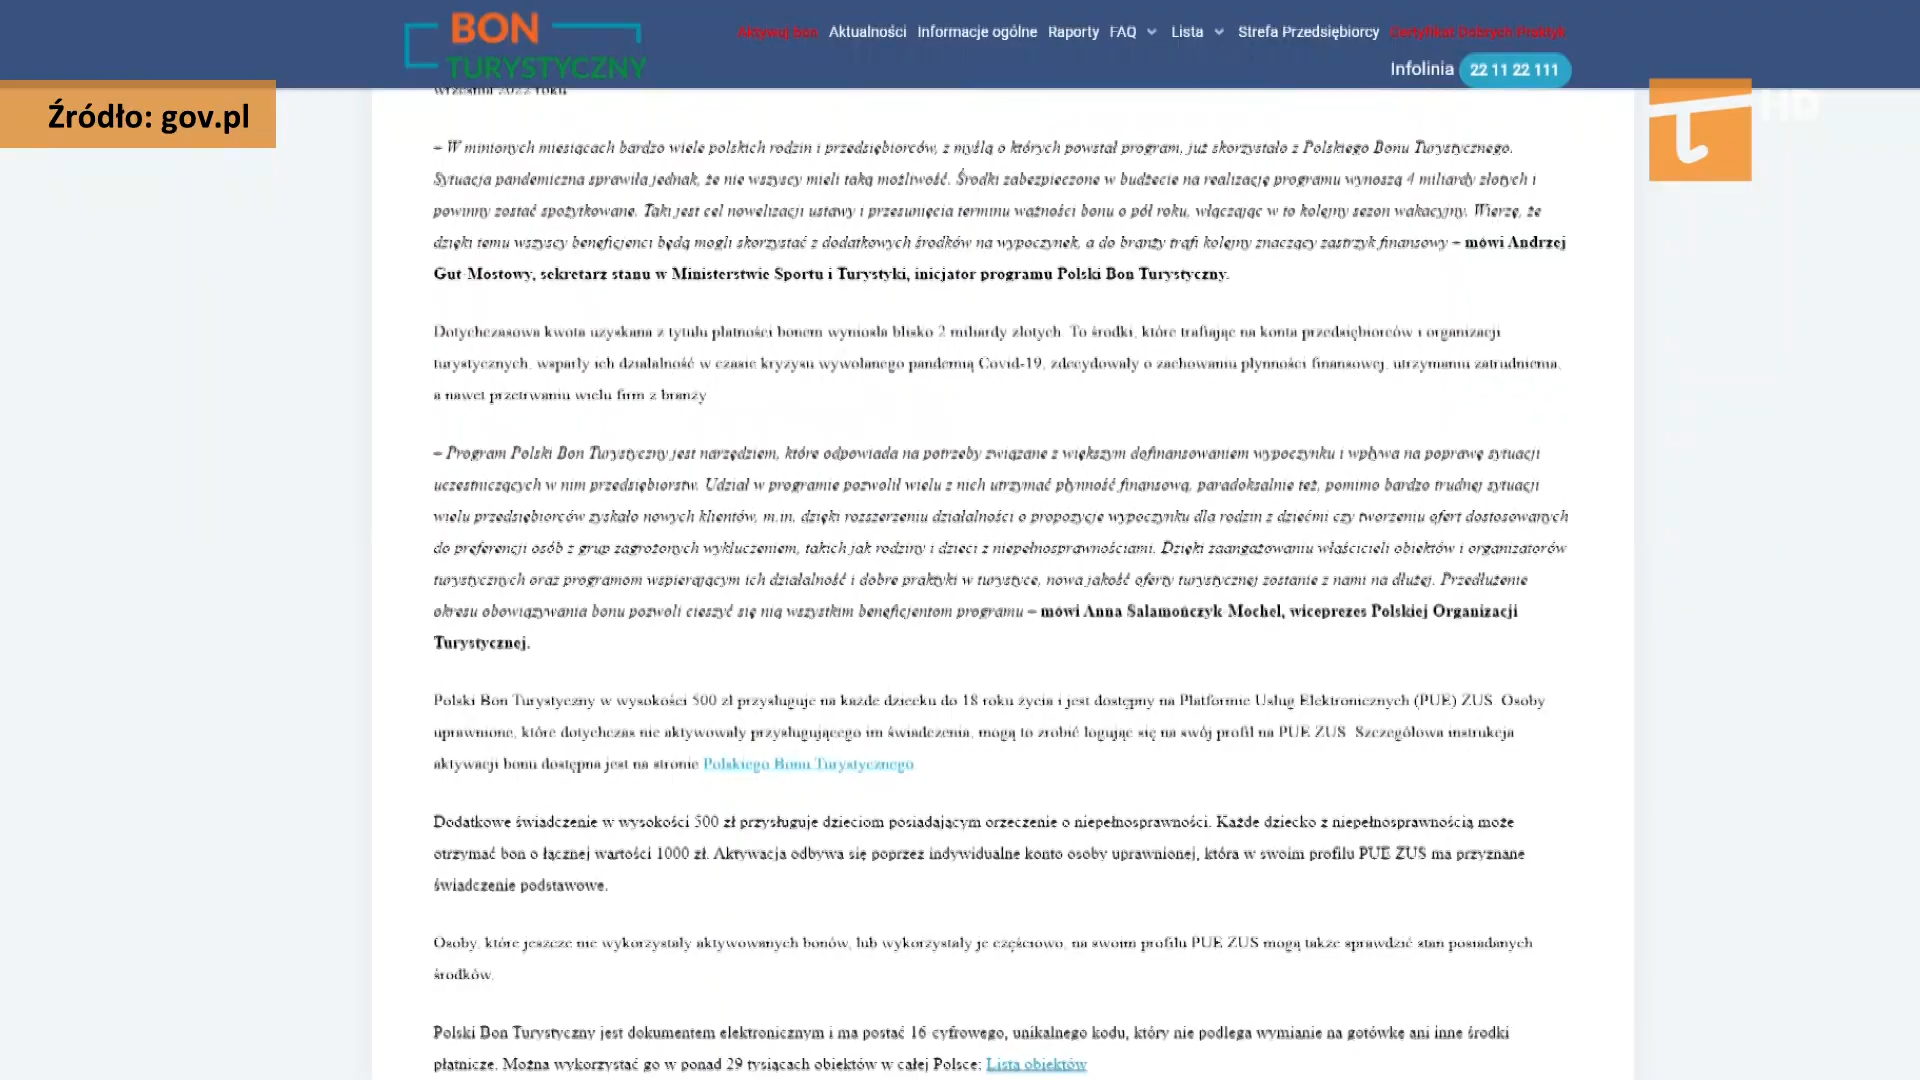 BON
TURYSTYCZNY
Aktywuj Bon Aktualności Informacje ogólne Raporty FAQ Lista Strefa Przedsiębiorcy Certyfikat Dobrych Praktyk
Infolinia 22 11 22 111
Źródło: gov.pl
HD
września 2022 roku
– W minionych miesiącach bardzo wiele polskich rodzin i przedsiębiorców, z myślą o których powstał program, już skorzystało z Polskiego Bonu Turystycznego.
Sytuacja pandemiczna sprawiła jednak, że nie wszyscy mieli taką możliwość. Środki zabezpieczone w budżecie na realizację programu wynoszą 4 miliardy złotych i
powinny zostać spożytkowane. Taki jest cel nowelizacji ustawy i przesunięcia terminu ważności bonu o pół roku, włączając w to kolejny sezon wakacyjny. Wierzę, że
dzięki temu wszyscy beneficjenci będą mogli skorzystać z dodatkowych środków na wypoczynek, a do branży trafi kolejny znaczący zastrzyk finansowy – mówi Andrzej
Gut-Mostowy, sekretarz stanu w Ministerstwie Sportu i Turystyki, inicjator programu Polski Bon Turystyczny.
Dotychczasowa kwota uzyskana z tytułu płatności bonem wyniosła blisko 2 miliardy złotych. To środki, które trafiając na konta przedsiębiorców i organizacji
turystycznych, wsparły ich działalność w czasie kryzysu wywołanego pandemią Covid-19, zdecydowały o zachowaniu płynności finansowej, utrzymaniu zatrudnienia,
a nawet przetrwaniu wielu firm z branży
– Program Polski Bon Turystyczny jest narzędziem, które odpowiada na potrzeby związane z większym dofinansowaniem wypoczynku i wpływa na poprawę sytuacji
uczestniczących w nim przedsiębiorstw. Udział w programie pozwolił wielu z nich utrzymać płynność finansową, paradoksalnie też, pomimo bardzo trudnej sytuacji
wielu przedsiębiorców zyskało nowych klientów, m.in. dzięki rozszerzeniu działalności o propozycje wypoczynku dla rodzin z dziećmi czy tworzeniu ofert dostosowanych
do preferencji osób z grup zagrożonych wykluczeniem, takich jak rodziny i dzieci z niepełnosprawnościami. Dzięki zaangażowaniu właścicieli obiektów i organizatorów
turystycznych oraz programom wspierającym ich działalność i dobre praktyki w turystyce, nowa jakość oferty turystycznej zostanie z nami na dłużej. Przedłużenie
okresu obowiązywania bonu pozwoli cieszyć się nią wszystkim beneficjentom programu – mówi Anna Salamończyk Mochel, wiceprezes Polskiej Organizacji
Turystycznej.
Polski Bon Turystyczny w wysokości 500 zł przysługuje na każde dziecko do 18 roku życia i jest dostępny na Platformie Usług Elektronicznych (PUE) ZUS. Osoby
uprawnione, które dotychczas nie aktywowały przysługującego im świadczenia, mogą to zrobić logując się na swój profil na PUE ZUS. Szczegółowa instrukcja
aktywacji bonu dostępna jest na stronie Polskiego Bonu Turystycznego
Dodatkowe świadczenie w wysokości 500 zł przysługuje dzieciom posiadającym orzeczenie o niepełnosprawności. Każde dziecko z niepełnosprawnością może
otrzymać bon o łącznej wartości 1000 zł. Aktywacja odbywa się poprzez indywidualne konto osoby uprawnionej, która w swoim profilu PUE ZUS ma przyznane
świadczenie podstawowe.
Osoby, które jeszcze nie wykorzystały aktywowanych bonów, lub wykorzystały je częściowo, na swoim profilu PUE ZUS mogą także sprawdzić stan posiadanych
środków.
Polski Bon Turystyczny jest dokumentem elektronicznym i ma postać 16 cyfrowego, unikalnego kodu, który nie podlega wymianie na gotówkę ani inne środki
płatnicze. Można wykorzystać go w ponad 29 tysiącach obiektów w całej Polsce: Lista obiektów